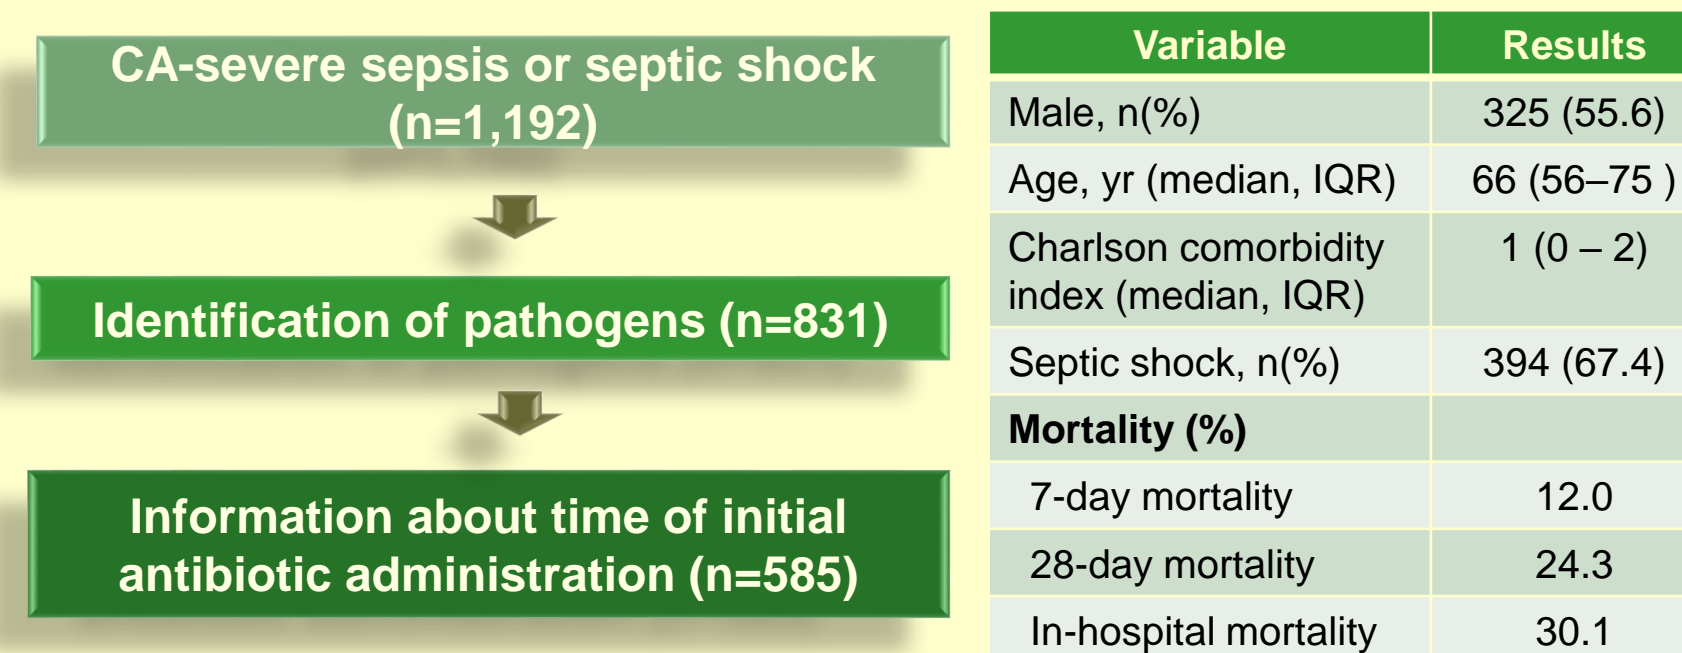 CA-severe sepsis or septic shock
(n=1,192)
Identification of pathogens (n=831)
Information about time of initial
antibiotic administration (n=585)
Variable Results
Male, n(%) 325 (55.6)
Age, yr (median, IQR) 66 (56–75 )
Charlson comorbidity 1 (0 – 2)
index (median, IQR)
Septic shock, n(%) 394 (67.4)
Mortality (%)
7-day mortality 12.0
28-day mortality 24.3
In-hospital mortality 30.1